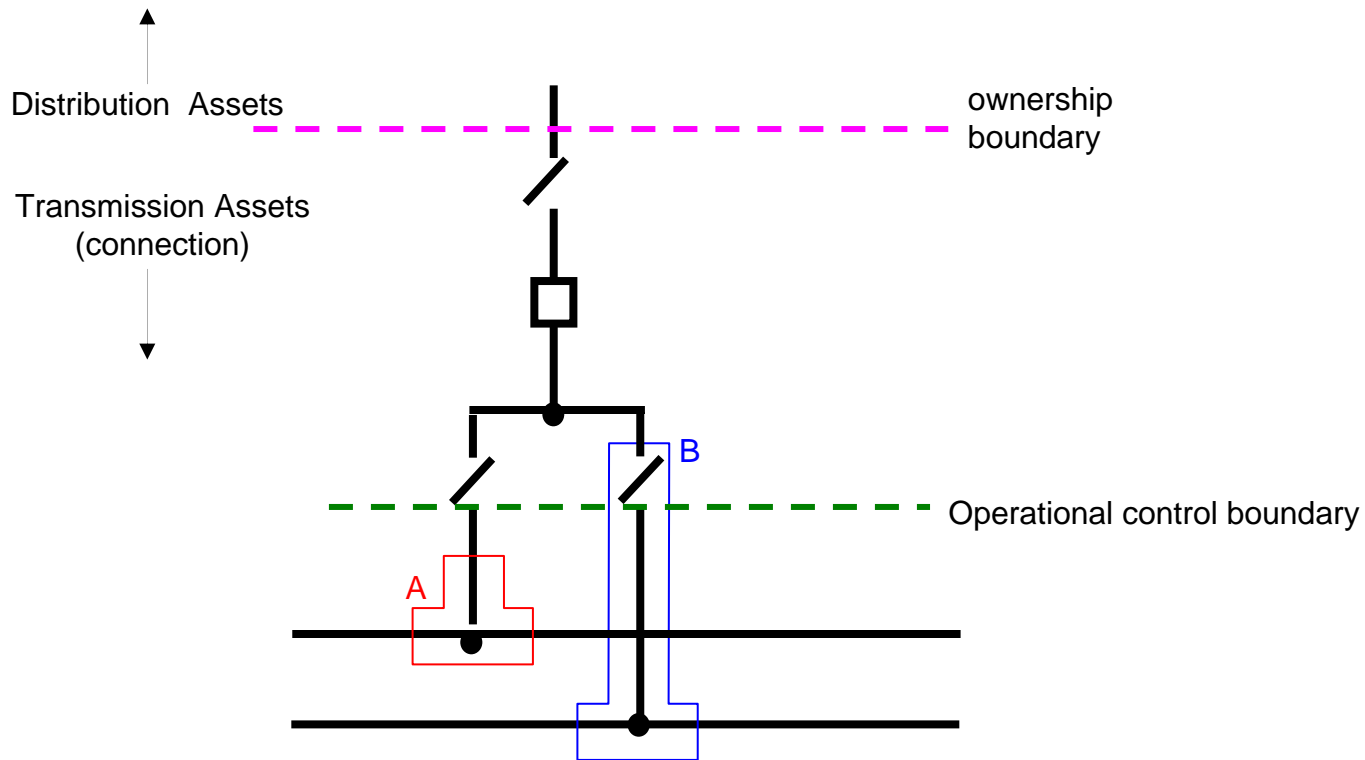 Distribution  Assets
ownership
boundary
Transmission Assets
(connection)
B
Operational control boundary
A